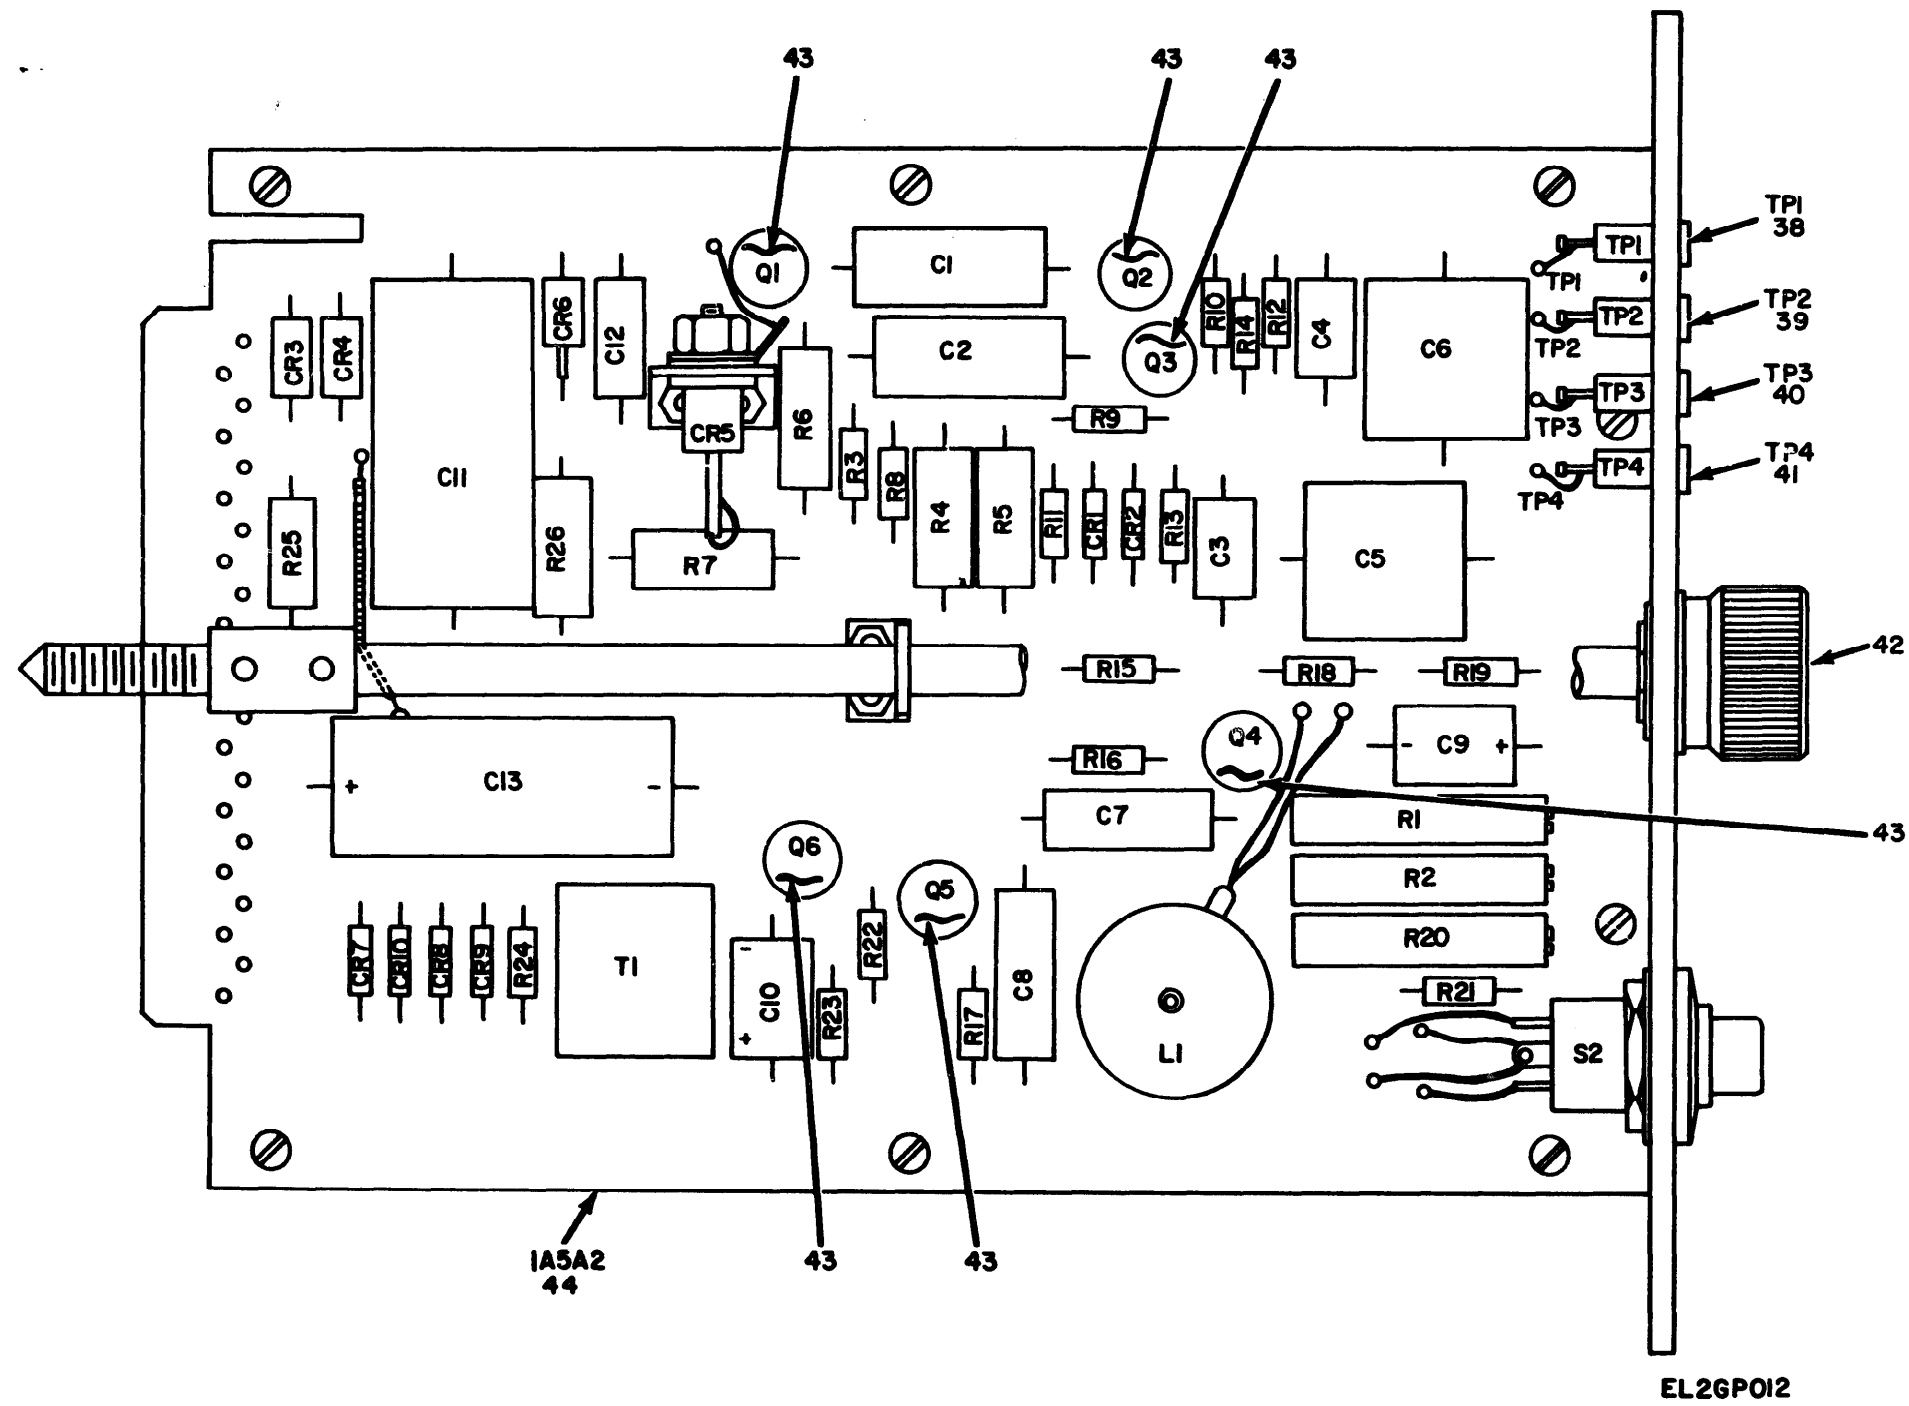 43
43
43
TP1
38
TP1
TP1
Q1
C1
Q2
TP2
39
TP2
TP2
CR6
C12
R10
R14
R12
C4
C6
CR3
CR4
C2
Q3
TP3
40
TP3
TP3
CR5
R6
R9
TP4
41
TP4
TP4
C11
R3
R8
R4
R5
R11
CR1
CR2
R13
C3
C5
R25
R26
R7
R15
R18
R19
42
Q4
- C9 +
R16
+ C13 -
C7
R1
43
Q6
Q5
R2
R20
CR7
CR10
CR8
CR9
R24
T1
-
C10
+
R23
R22
R17
C8
L1
R21
S2
1A5A2
44
43
43
EL2GP012